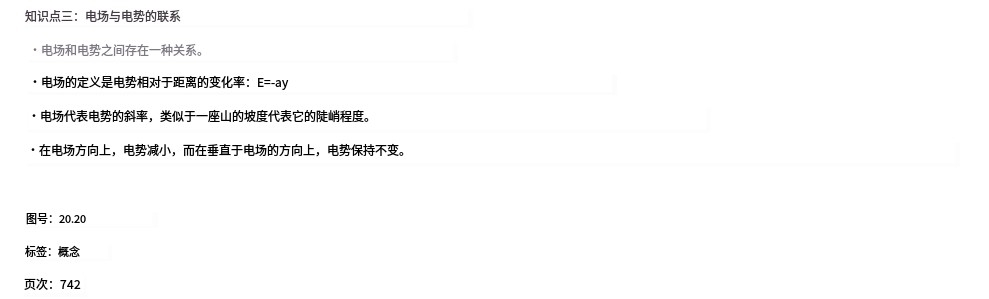 知识点三：电场与电势的联系
・电场和电势之间存在一种关系。
・电场的定义是电势相对于距离的变化率：E=-ay
・电场代表电势的斜率，类似于一座山的坡度代表它的陡峭程度。
・在电场方向上，电势减小，而在垂直于电场的方向上，电势保持不变。
图号：20.20
标签：概念
页次：742